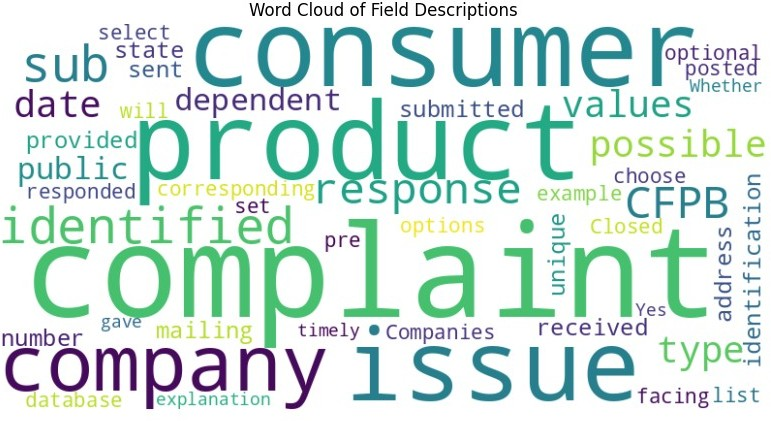 Word Cloud of Field Descriptions
select
consumer
state
optional
sub
sent
posted
Whether
date
will
dependent
submitted
values
product
provided
possible
public
choose
responded
corresponding
response
example
CFPB
set
identified
pre
options
Closed
unique
address
identification
complaint
gave
Yes
number
mailing
timely
Companies
received
company
issue
type
database
explanation
facing
list